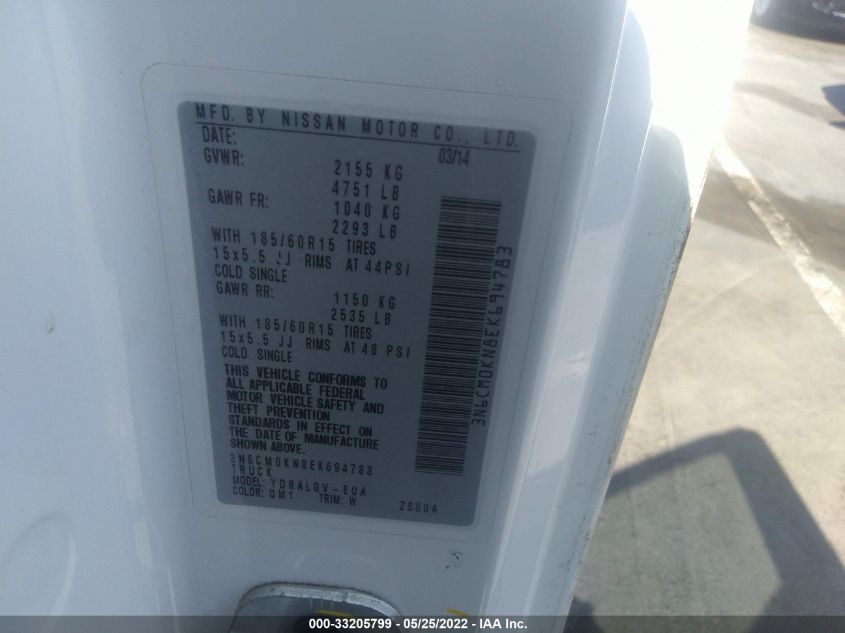 MFD. BY NISSAN MOTOR CO., LTD.
DATE: 03/14
GVWR: 2155 KG
4751 LB
GAWR FR: 1040 KG
2293 LB
WITH 185/60R15 TIRES
15x5.5 JJ RIMS AT 44PSI
COLD SINGLE
GAWR RR: 1150 KG
2535 LB
WITH 185/60R15 TIRES
15x5.5 JJ RIMS AT 48 PSI
COLD SINGLE
THIS VEHICLE CONFORMS TO
ALL APPLICABLE FEDERAL
MOTOR VEHICLE SAFETY AND
THEFT PREVENTION
STANDARDS IN EFFECT ON
THE DATE OF MANUFACTURE
SHOWN ABOVE.
3N6CM0KN8EK694783
TRUCK
MODEL: YDRALGV-EUA
COLOR: QM1 TRIM: W ZS00A
3N6CM0KN8EK694783
000-33205799 - 05/25/2022 - IAAI Inc.